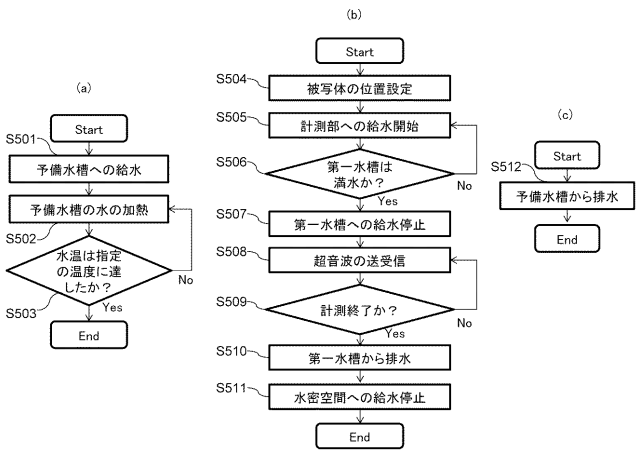 (a)
Start
S501
予備水槽への給水
予備水槽の水の加熱
S502
水温は指定
の温度に達
したか？
No
S503
Yes
End
(b)
Start
S504
被写体の位置設定
S505
計測部への給水開始
S506
第一水槽は
満水か？
No
Yes
S507
第一水槽への給水停止
S508
超音波の送受信
S509
計測終了か？
No
Yes
S510
第一水槽から排水
S511
水密空間への給水停止
End
(c)
Start
S512
予備水槽から排水
End